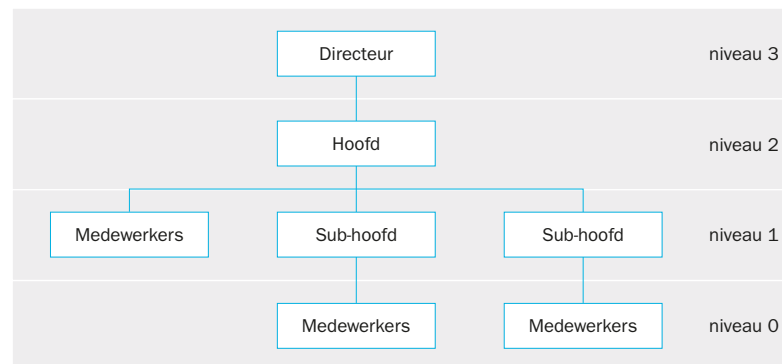 Directeur niveau 3
Hoofd niveau 2
Medewerkers Sub-hoofd Sub-hoofd niveau 1
Medewerkers Medewerkers niveau 0